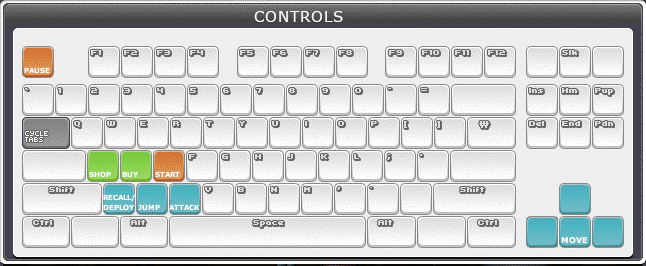 CONTROLS
PAUSE F1 F2 F3 F4 F5 F6 F7 F8 F9 F10 F11 F12 Slk
` 1 2 3 4 5 6 7 8 9 0 - = Ins Hm Pup
CYCLE TABS Q W E R T Y U I O P [ ] ₩ Del End Pdn
SHOP BUY START F G H J K L ; '
Shift RECALL/ DEPLOY JUMP ATTACK V B N M Shift
Ctrl Alt Space Alt Ctrl MOVE